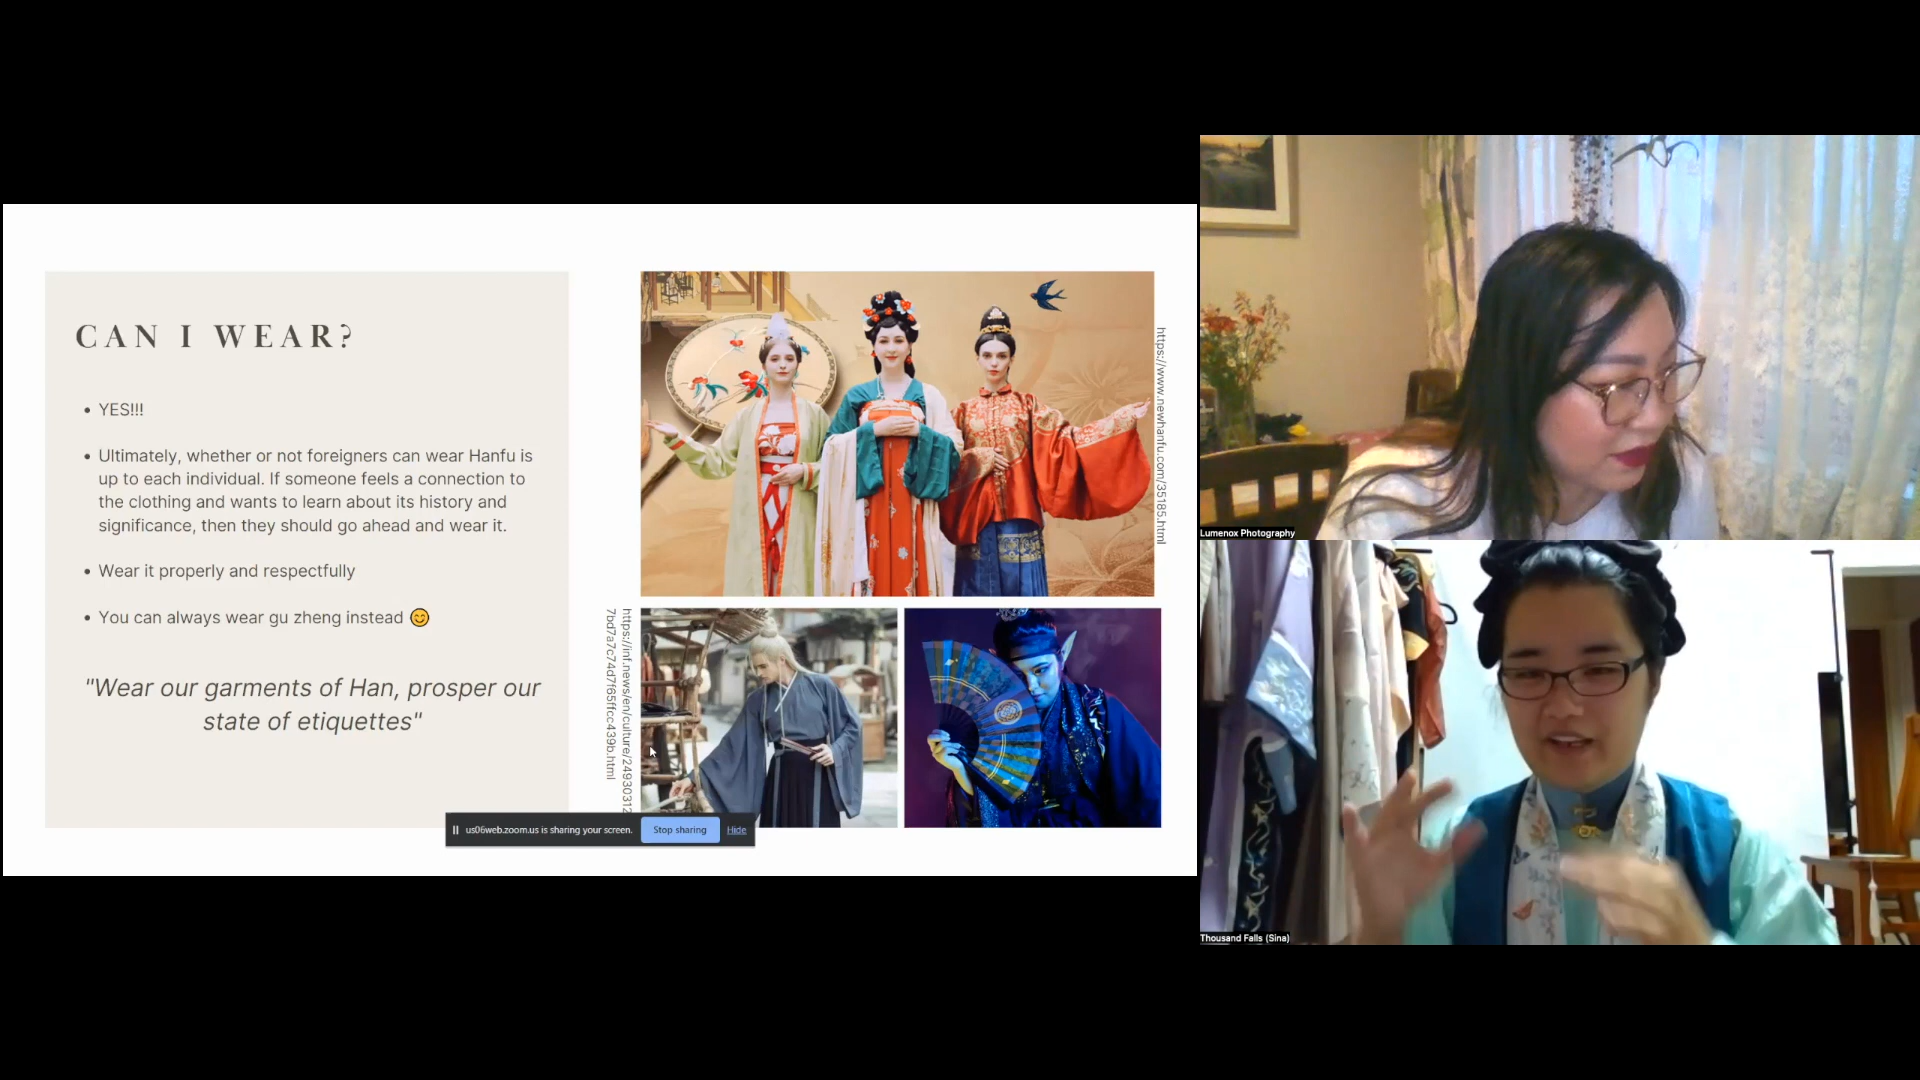 CAN I WEAR?
• YES!!!
• Ultimately, whether or not foreigners can wear Hanfu is
up to each individual. If someone feels a connection to
the clothing and wants to learn about its history and
significance, then they should go ahead and wear it.
• Wear it properly and respectfully
• You can always wear gu zheng instead 😊
"Wear our garments of Han, prosper our
state of etiquettes"
https://www.newhanfu.com/35185.html
https://inf.news/en/culture/24930312
7bd7a7c74d7f65ffcc439b.html
us06web.zoom.us is sharing your screen.
Stop sharing
Hide
Lumenox Photography
Thousand Falls (Sina)